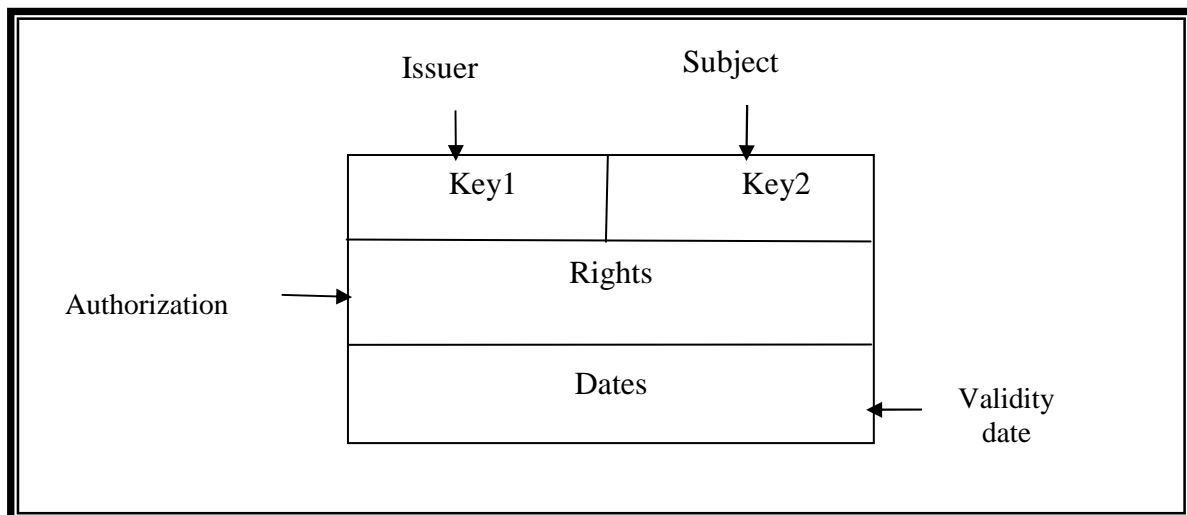 Issuer
Subject
Key1
Key2
Rights
Authorization
Dates
Validity
date